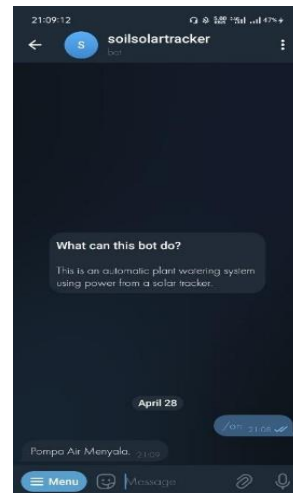 21:09:12
47%
soilsolartracker
S
bot
What can this bot do?
This is an automatic plant watering system
using power from a solar tracker.
April 28
/on 21:08
Pompa Air Menyala. 21:09
Menu
Message